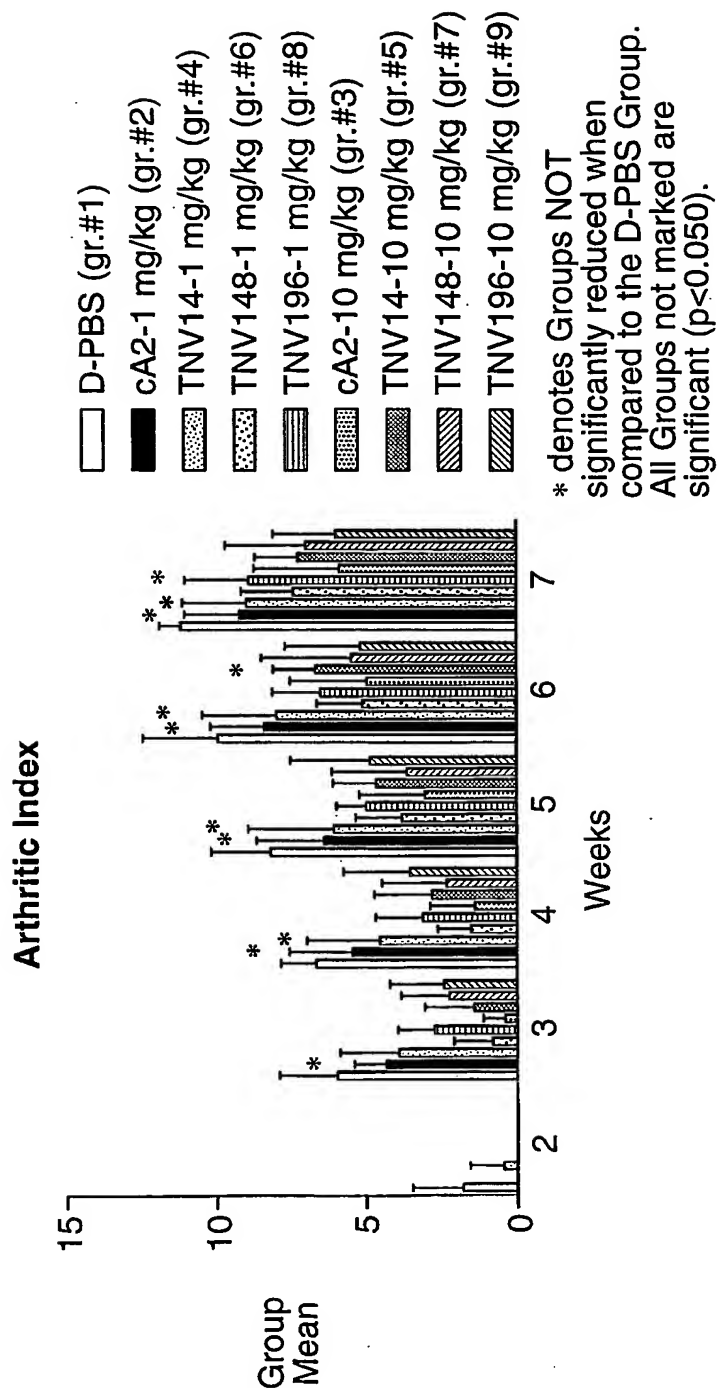 Arthritic Index
Group
Mean
15
10
5
0
2
3
4
5
6
7
Weeks
*
*
*
*
*
*
*
*
*
*
*
*
D-PBS (gr.#1)
cA2-1 mg/kg (gr.#2)
TNV14-1 mg/kg (gr.#4)
TNV148-1 mg/kg (gr.#6)
TNV196-1 mg/kg (gr.#8)
cA2-10 mg/kg (gr.#3)
TNV14-10 mg/kg (gr.#5)
TNV148-10 mg/kg (gr.#7)
TNV196-10 mg/kg (gr.#9)
* denotes Groups NOT
significantly reduced when
compared to the D-PBS Group.
All Groups not marked are
significant (p<0.050).